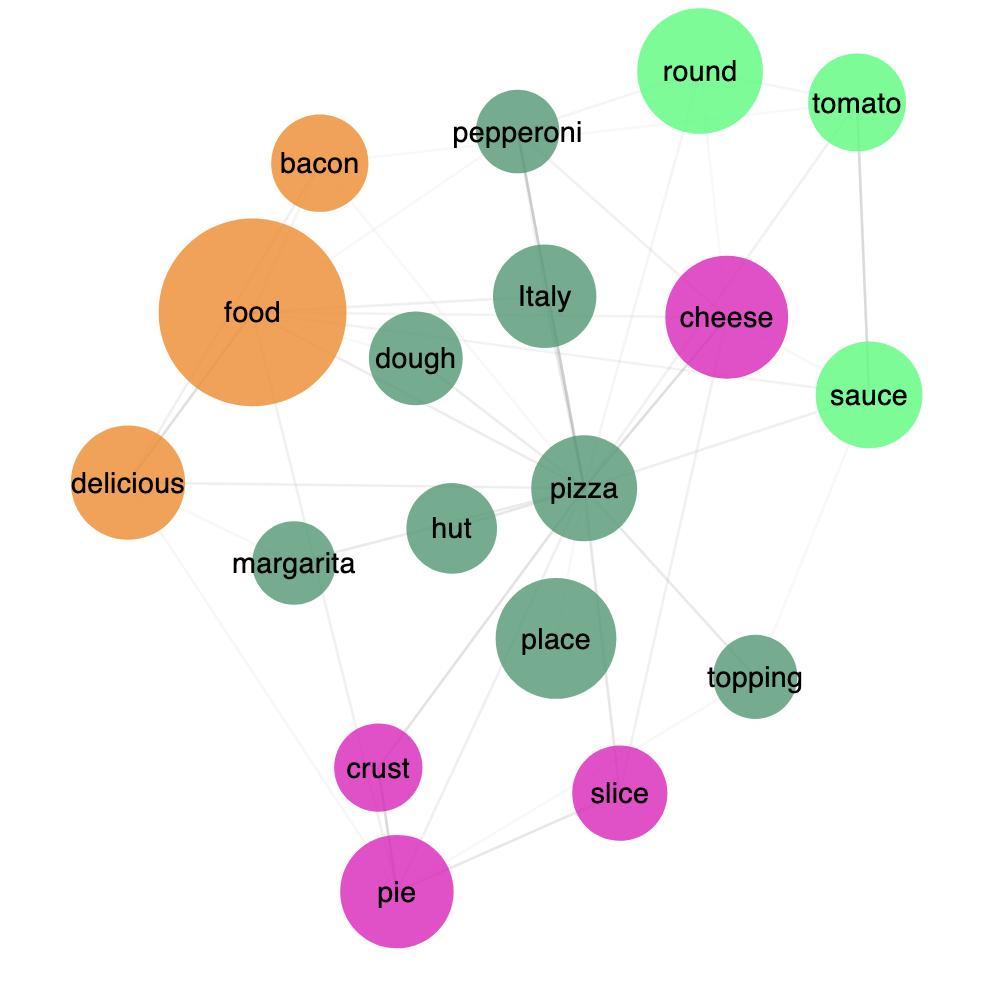 round
tomato
pepperoni
bacon
Italy
food
cheese
dough
sauce
delicious
pizza
hut
margarita
place
topping
crust
slice
pie